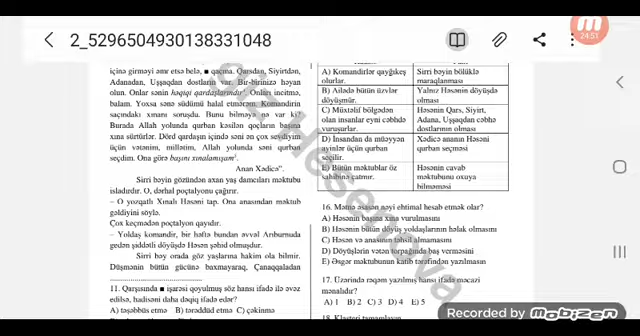 24:51
2_5296504930138331048
içinə girməyi əmr etsə belə, ■ qaçma. Qarsdan, Siyirtdən,
Adanadan, Uşşaqdan dostların var. Bir-birinizə həyan
olun. Onlar sənin həqiqi qardaşlarındır. Onları incitmə,
balam. Yoxsa sənə südümü halal etmərəm. Komandirin
saçındakı xınanı soruşdu. Bunu bilməyə nə var ki?
Burada Allah yolunda qurban kəsilən qoçların başına
xına sürtürlər. Dörd qardaşın içində səni ən çox sevdiyim
üçün vətənim, millətim, Allah yolunda səni qurban
seçdim. Ona görə başını xınalamışam".
Anan Xədicə".
Sirri bəyin gözündən axan yaş damcıları məktubu
isladırdı. O, dərhal poçtalyonu çağırır.
– O yozqatlı Xınalı Həsəni tap. Ona anasından məktub
gəldiyini söylə.
Çox keçmədən poçtalyon qayıdır.
– Yoldaş komandir, bir həftə bundan əvvəl Arıburnuda
gedən şiddətli döyüşdə Həsən şəhid olmuşdur.
Sirri bəy orada göz yaşlarına hakim ola bilmir.
Düşmənin bütün gücünə baxmayaraq, Çanaqqaladan
11. Qarşısında ■ işarəsi qoyulmuş söz hansı ifadə ilə əvəz
edilsə, hadisəni daha dəqiq ifadə edər?
A) təşəbbüs etmə B) tərəddüd etmə C) çəkinmə
A) Komandirlər qayğıkeş
olurlar.
Sirri bəyin bölüklə
maraqlanması
B) Ailədə bütün üzvlər
döyüşür.
Yalnız Həsənin döyüşdə
olması
C) Müxtəlif bölgədən
olan insanlar eyni cəbhədə
vuruşarlar.
Həsənin Qars, Siyirt,
Adana, Uşşaqdan cəbhə
dostlarının olması
D) İnsandan da müəyyən
ayinlər üçün qurban
seçilir.
Xədicə ananın Həsəni
qurban seçməsi
E) Bütün məktublar öz
sahibinə çatmır.
Həsənin cavab
məktubunu oxuya
bilməməsi
16. Mətnə əsasən nəyi ehtimal hesab etmək olar?
A) Həsənin başına xına vurulmasını
B) Həsənin bütün döyüş yoldaşlarının həlak olmasını
C) Həsən və anasının təhsil almamasını
D) Döyüşlərin vətən torpağında baş verməsini
E) Əsgər məktubunun katib tərəfindən yazılmasın
17. Üzərində rəqəm yazılmış hansı ifadə məcazi
mənalıdır?
A) 1 B) 2 C) 3 D) 4 E) 5
18. Klasteri tamamlayın.
Recorded by mobizen